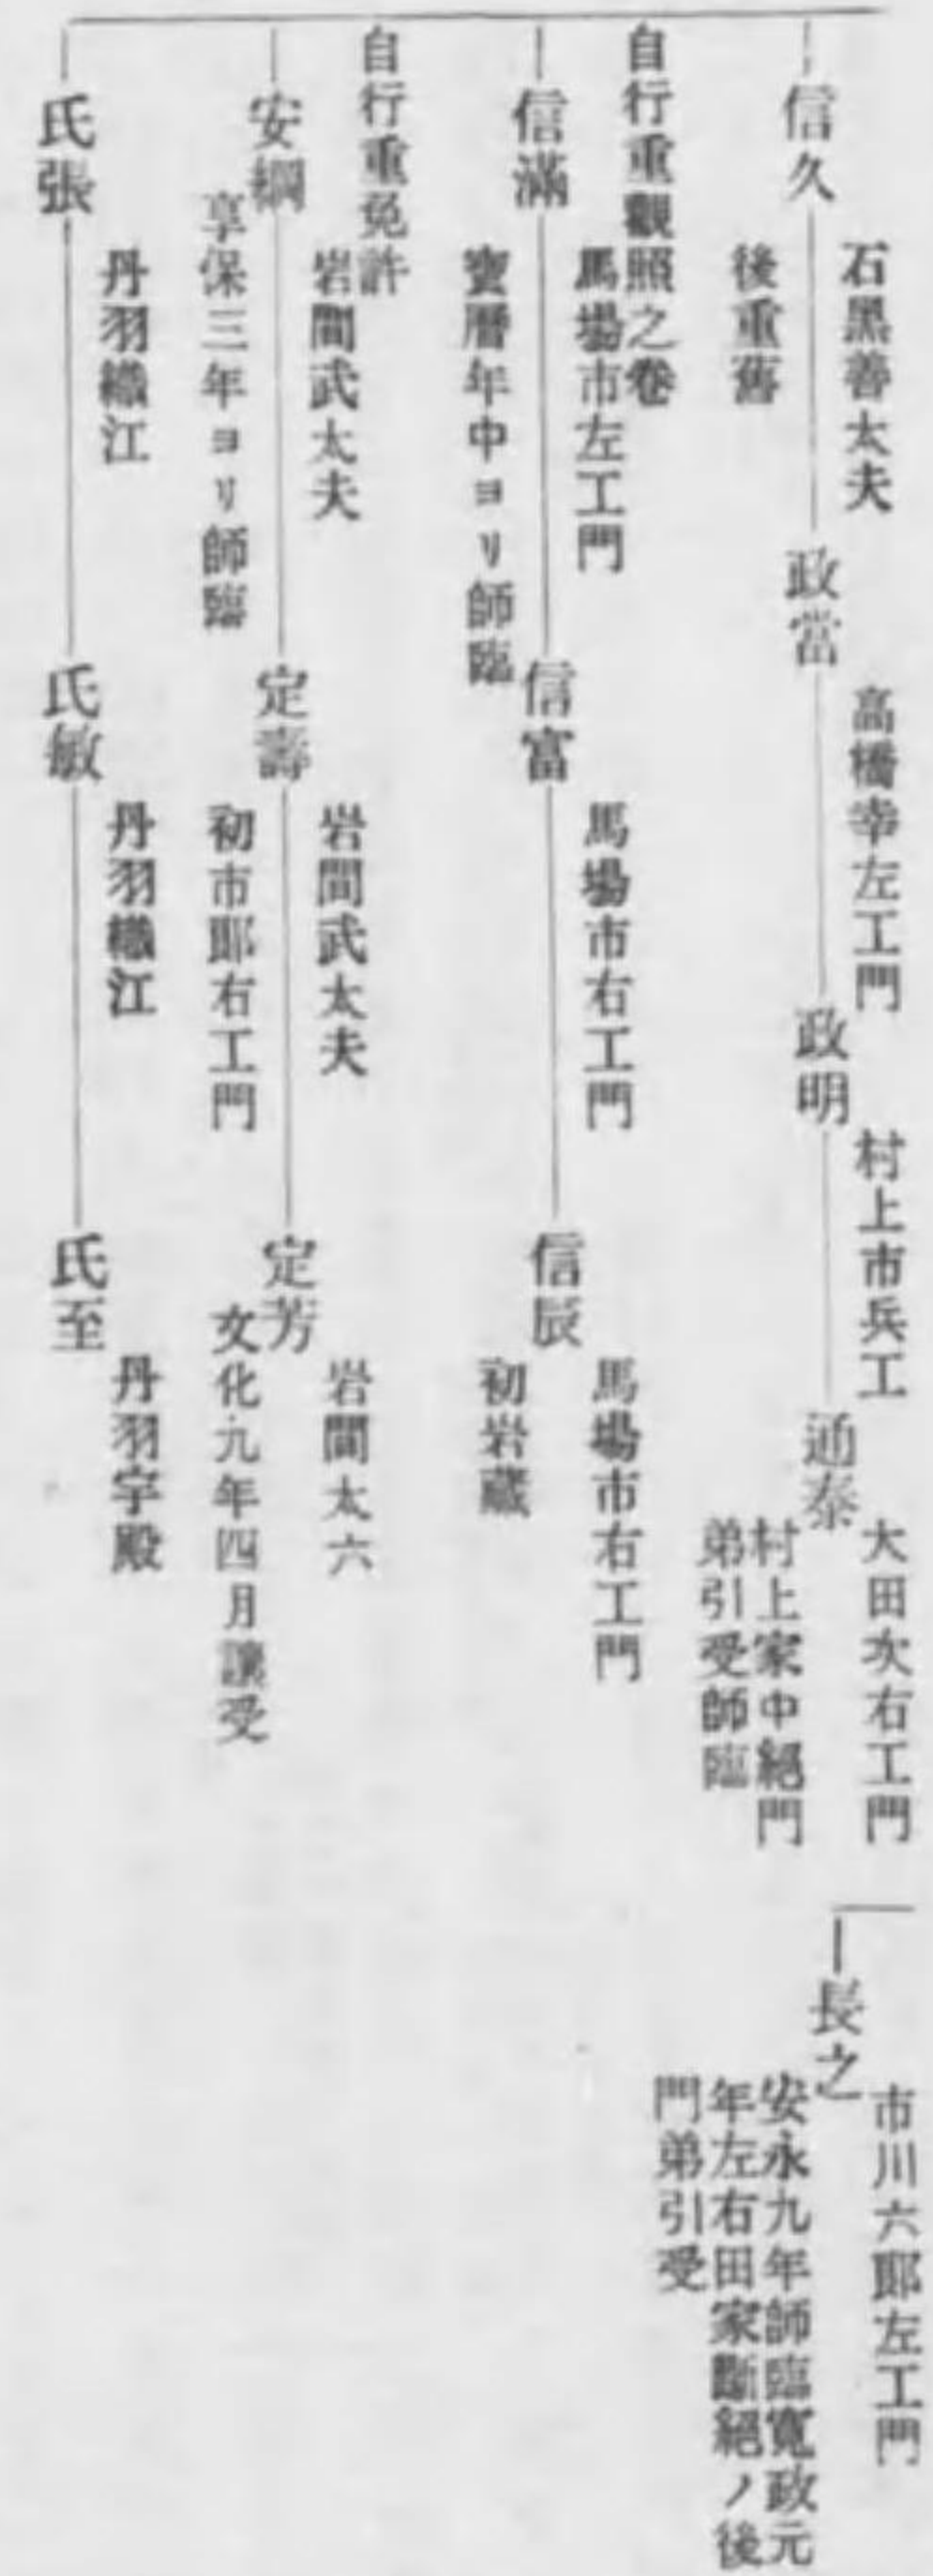 信久
石黒善太夫
後重舊
政當
高橋幸左工門
政明
村上市兵工
通泰
大田次右工門
村上家中絕門
弟引受師臨
長之
市川六郎左工門
安永九年師臨寬政元
年左右田家斷絕ノ後
門弟引受
自行重觀照之卷
信滿
馬場市左工門
寶曆年中ヨリ師臨
信富
馬場市右工門
信辰
馬場市右工門
初岩藏
自行重免許
安綱
岩間武太夫
享保三年ヨリ師臨
定壽
岩間武太夫
初市郎右工門
定芳
岩間太六
文化九年四月讓受
氏張
丹羽織江
氏敏
丹羽織江
氏至
丹羽宇殿